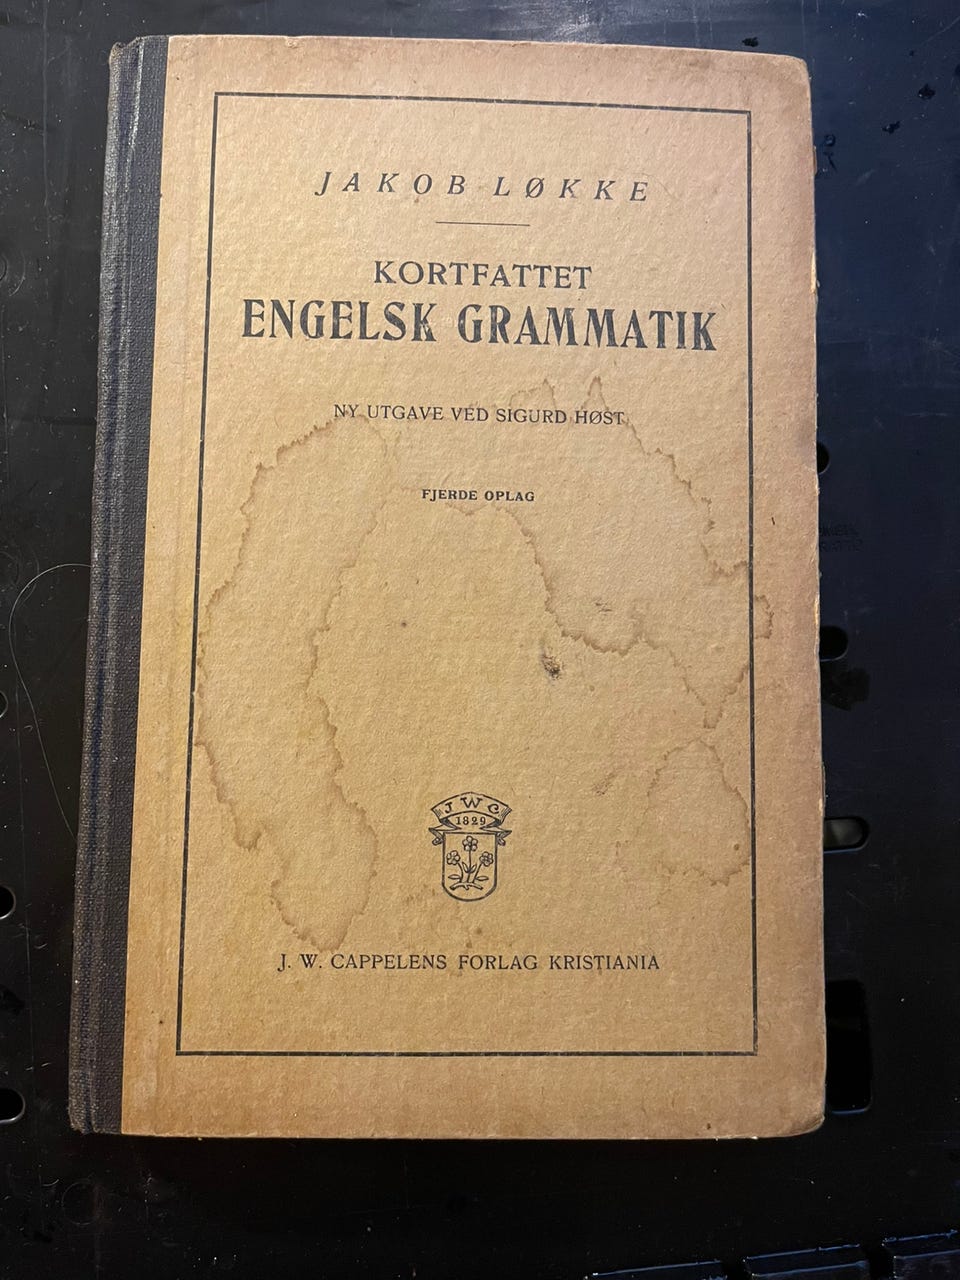 JAKOB LØKKE
KORTFATTET
ENGELSK GRAMMATIK
NY UTGAVE VED SIGURD HØST
FJERDE OPLAG
J W C
1829
J. W. CAPPELENS FORLAG KRISTIANIA